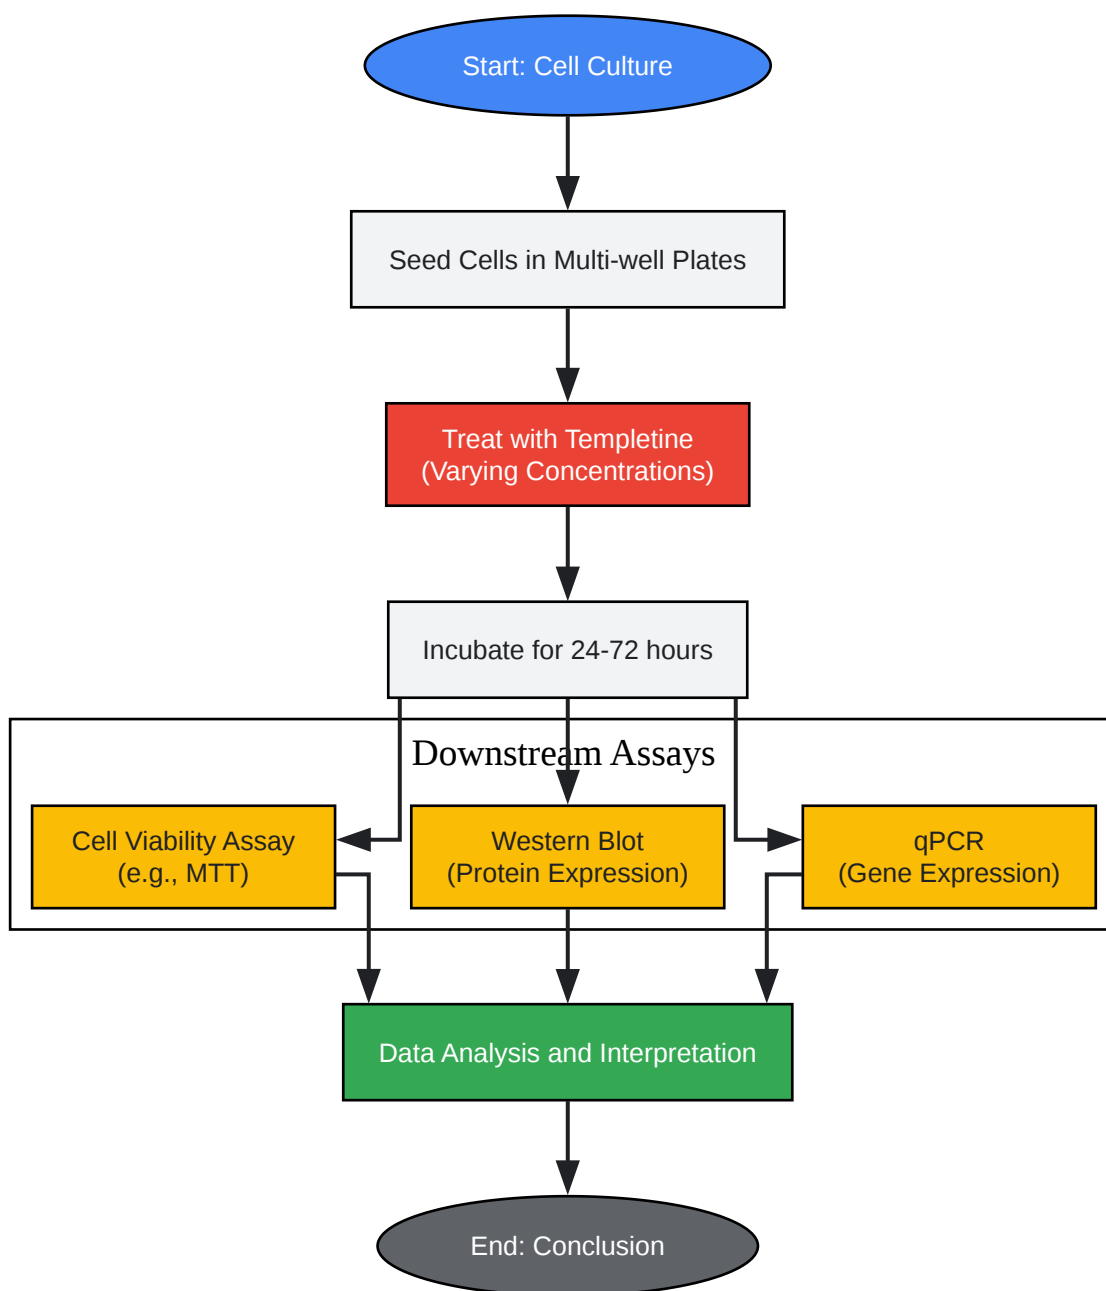 Start: Cell Culture
Seed Cells in Multi-well Plates
Treat with Templetine
(Varying Concentrations)
Incubate for 24-72 hours
Downstream Assays
Cell Viability Assay
(e.g., MTT)
Western Blot
(Protein Expression)
qPCR
(Gene Expression)
Data Analysis and Interpretation
End: Conclusion